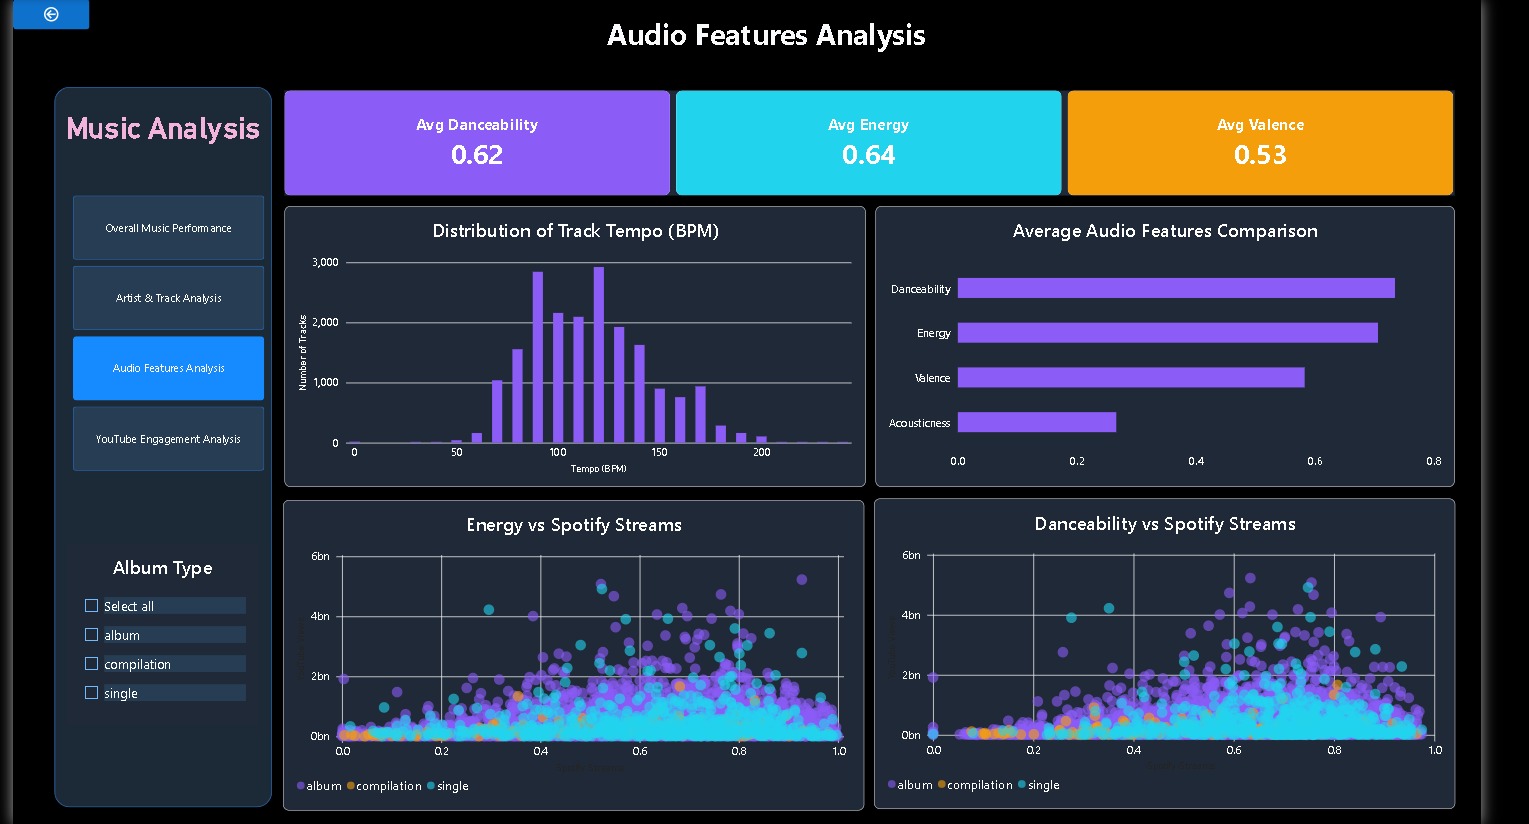 Audio Features Analysis
Music Analysis
Overall Music Performance
Artist & Track Analysis
Audio Features Analysis
YouTube Engagement Analysis
Album Type
Select all
album
compilation
single
Avg Danceability
0.62
Avg Energy
0.64
Avg Valence
0.53
Distribution of Track Tempo (BPM)
Number of Tracks
3,000
2,000
1,000
0
0 50 100 150 200
Tempo (BPM)
Average Audio Features Comparison
Danceability
Energy
Valence
Acousticness
0.0 0.2 0.4 0.6 0.8
Energy vs Spotify Streams
6bn
4bn
2bn
0bn
0.0 0.2 0.4 0.6 0.8 1.0
album compilation single
Danceability vs Spotify Streams
6bn
4bn
2bn
0bn
0.0 0.2 0.4 0.6 0.8 1.0
album compilation single